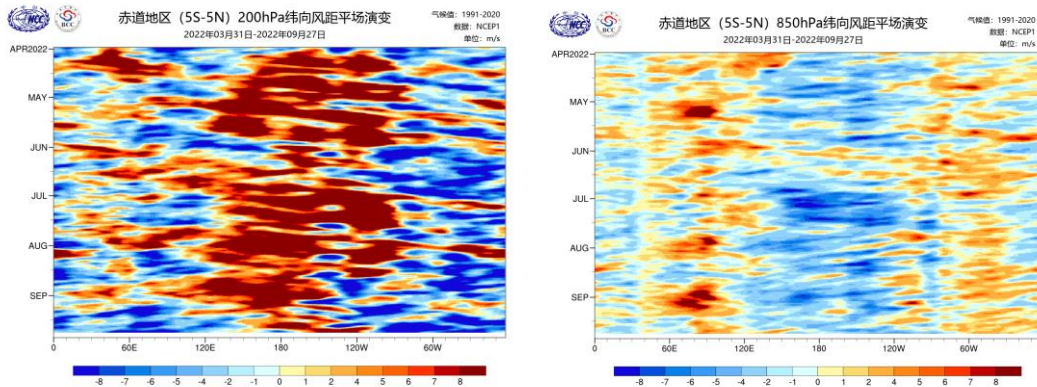 NCC
BCC
赤道地区（5S-5N）200hPa纬向风距平场演变
2022年03月31日-2022年09月27日
气候值：1991-2020
数据：NCEP1
单位：m/s
APR2022
MAY
JUN
JUL
AUG
SEP
0 60E 120E 180 120W 60W
-8 -7 -6 -5 -4 -2 -1 0 1 2 4 5 6 7 8
NCC
BCC
赤道地区（5S-5N）850hPa纬向风距平场演变
2022年03月31日-2022年09月27日
气候值：1991-2020
数据：NCEP1
单位：m/s
APR2022
MAY
JUN
JUL
AUG
SEP
0 60E 120E 180 120W 60W
-8 -7 -6 -5 -4 -2 -1 0 1 2 4 5 6 7 8